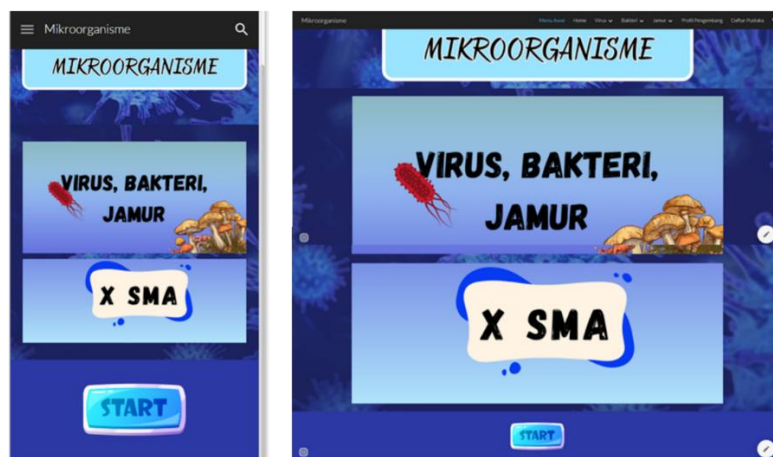 Mikroorganisme
MIKROORGANISME
VIRUS, BAKTERI,
JAMUR
X SMA
START
Mikroorganisme
Menu Awal Home Virus Bakteri Jamur Profil Pengembang Daftar Pustaka
MIKROORGANISME
VIRUS, BAKTERI,
JAMUR
X SMA
START